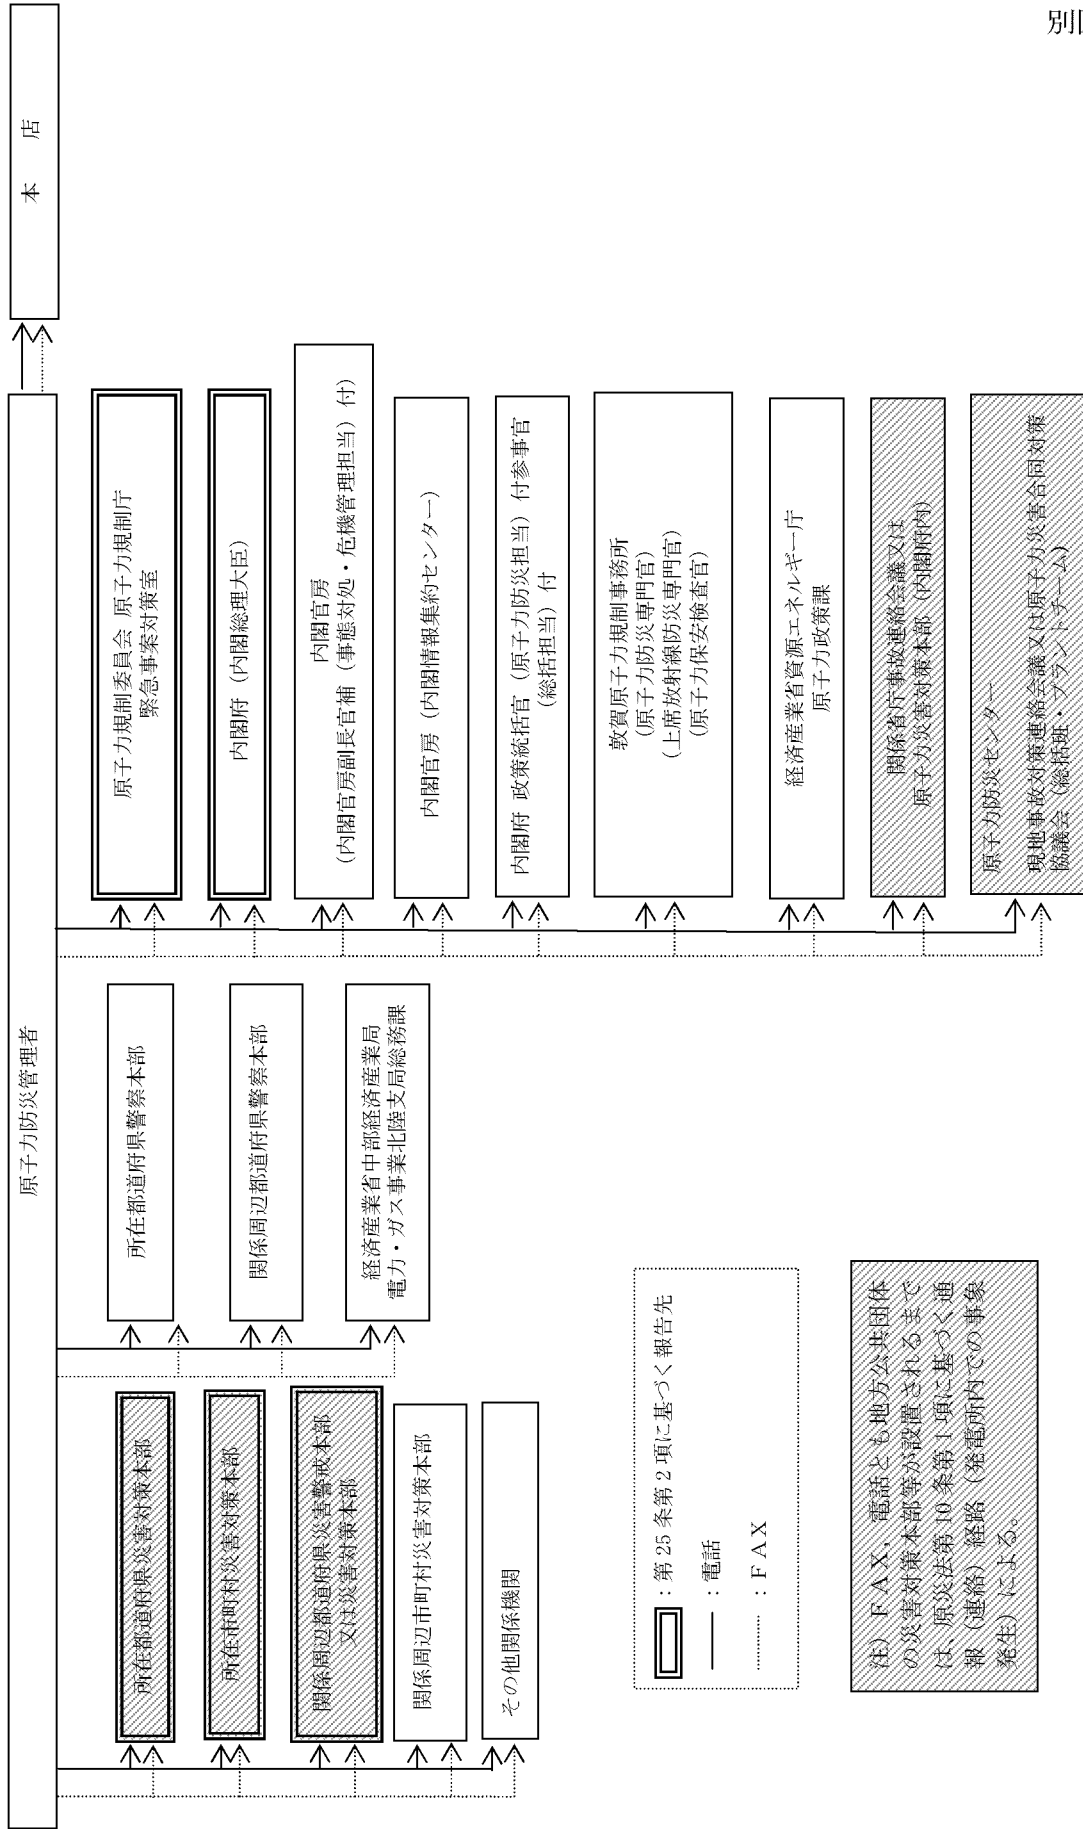 別
原子力防災管理者
本　店
所在都道府県災害対策本部
所在市町村災害対策本部
関係周辺都道府県災害警戒本部
又は災害対策本部
関係周辺市町村災害対策本部
その他関係機関
所在都道府県警察本部
関係周辺都道府県警察本部
経済産業省中部経済産業局
電力・ガス事業北陸支局総務課
原子力規制委員会 原子力規制庁
緊急事案対策室
内閣府（内閣総理大臣）
内閣官房
（内閣官房副長官補（事態対処・危機管理担当）付）
内閣官房（内閣情報集約センター）
内閣府 政策統括官（原子力防災担当）付参事官
（総括担当）付
敦賀原子力規制事務所
（原子力防災専門官）
（上席放射線防災専門官）
（原子力保安検査官）
経済産業省資源エネルギー庁
原子力政策課
関係省庁事故連絡会議又は
原子力災害対策本部（内閣府内）
原子力防災センター
現地事故対策連絡会議又は原子力災害合同対策
協議会（総括班・プラントチーム）
：第25条第2項に基づく報告先
：電話
：ＦＡＸ
注）ＦＡＸ，電話とも地方公共団体
の災害対策本部等が設置されるまで
は、原災法第10条第1項に基づく通
報（連絡）経路（発電所内での事象
発生）による。